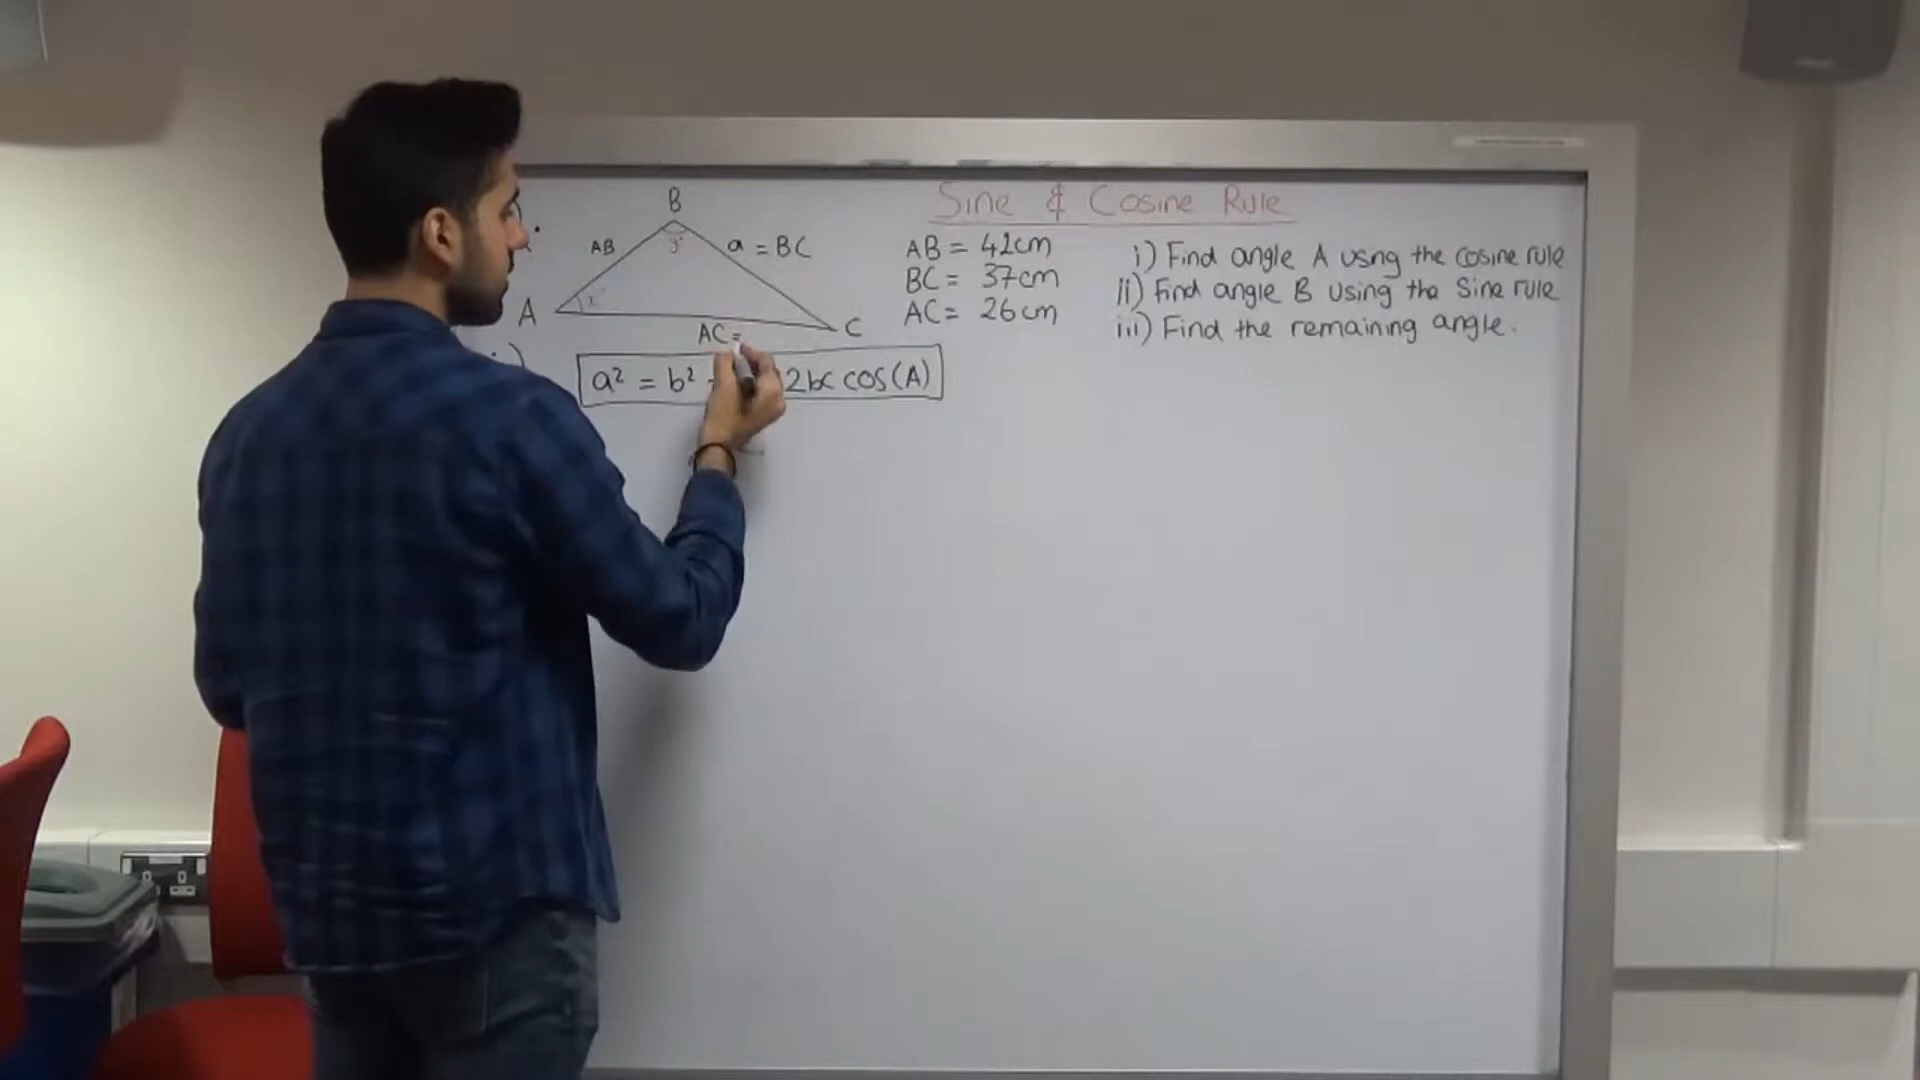 Sine & Cosine Rule
B
AB
y°
a = BC
A
x°
C
AC =
AB = 42cm
BC = 37cm
AC = 26cm
i) Find angle A using the cosine rule
ii) Find angle B using the Sine rule
iii) Find the remaining angle.
a² = b² 2bc cos(A)